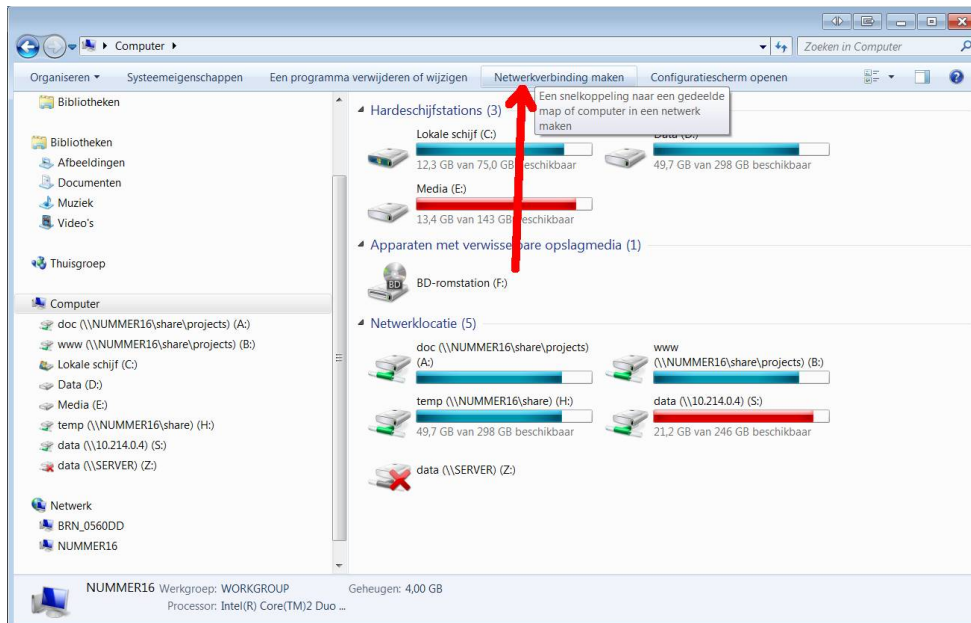 Computer
Zoeken in Computer
Organiseren Systeemeigenschappen Een programma verwijderen of wijzigen Netwerkverbinding maken Configuratiescherm openen
Een snelkoppeling naar een gedeelde
map of computer in een netwerk
maken
Bibliotheken
Bibliotheken
Afbeeldingen
Documenten
Muziek
Video's
Thuisgroep
Computer
doc (\\NUMMER16\share\projects) (A:)
www (\\NUMMER16\share\projects) (B:)
Lokale schijf (C:)
Data (D:)
Media (E:)
temp (\\NUMMER16\share) (H:)
data (\\10.214.0.4) (S:)
data (\\SERVER) (Z:)
Netwerk
BRN_0560DD
NUMMER16
Hardeschijfstations (3)
Lokale schijf (C:)
12,3 GB van 75,0 GB beschikbaar
Data (D:)
49,7 GB van 298 GB beschikbaar
Media (E:)
13,4 GB van 143 GB beschikbaar
Apparaten met verwisselbare opslagmedia (1)
BD
BD-romstation (F:)
Netwerklocatie (5)
doc (\\NUMMER16\share\projects)
(A:)
www
(\\NUMMER16\share\projects) (B:)
temp (\\NUMMER16\share) (H:)
49,7 GB van 298 GB beschikbaar
data (\\10.214.0.4) (S:)
21,2 GB van 246 GB beschikbaar
data (\\SERVER) (Z:)
NUMMER16 Werkgroep: WORKGROUP Geheugen: 4,00 GB
Processor: Intel(R) Core(TM)2 Duo ...